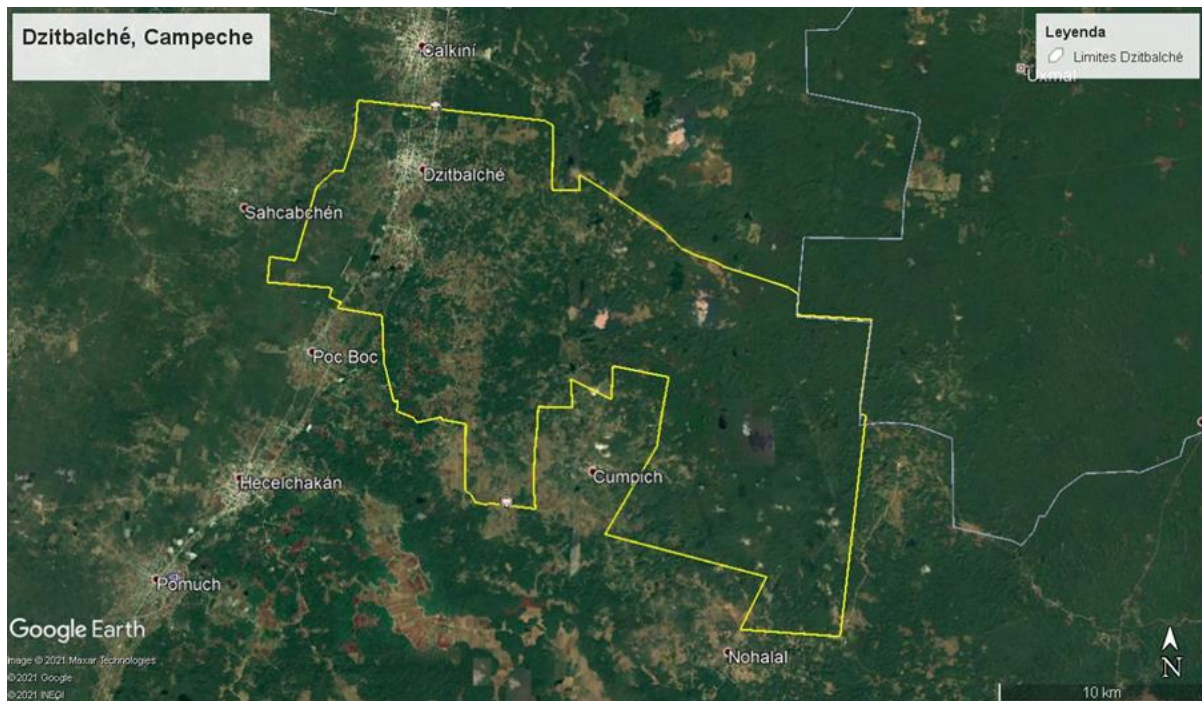 Dzitbalché, Campeche
Leyenda
Limites Dzitbalché
Calkiní
Uxmal
Dzitbalché
Sahcabchén
Poc Boc
Cumpich
Hecelchakán
Pomuch
Nohalal
Google Earth
Image © 2021 Maxar Technologies
© 2021 Google
© 2021 INEGI
N
10 km